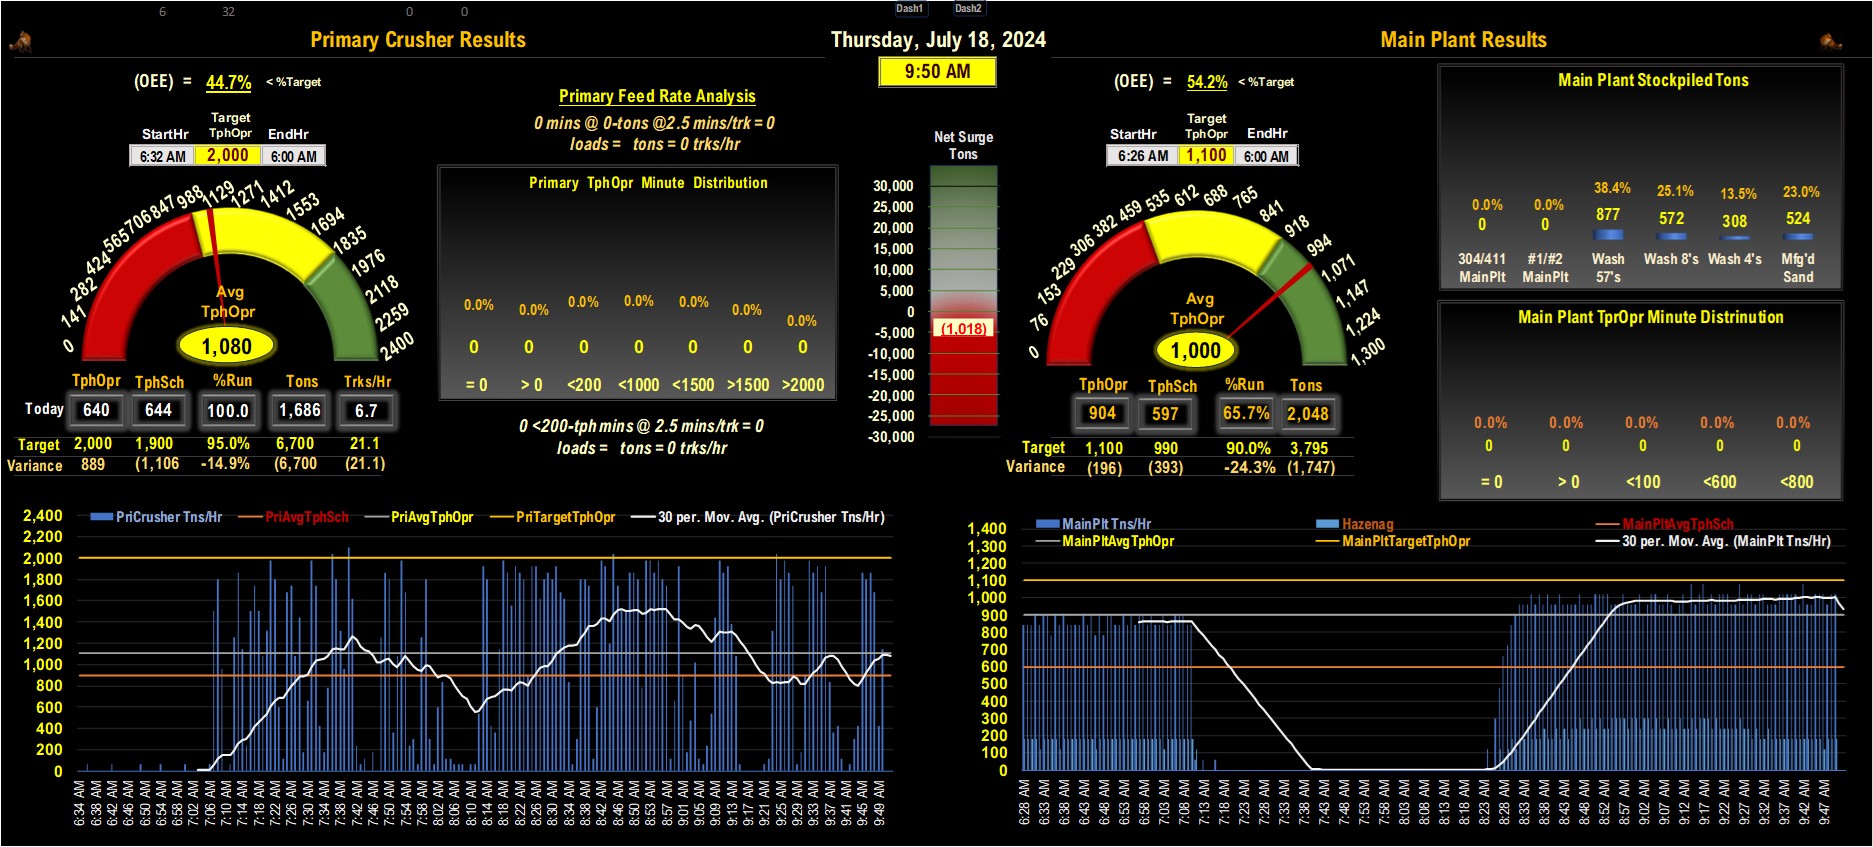 6 32 0 0 Dash1 Dash2
Primary Crusher Results
Thursday, July 18, 2024
Main Plant Results
9:50 AM
(OEE) = 44.7% < %Target
Target
StartHr TphOpr EndHr
6:32 AM 2,000 6:00 AM
0 141 282 424 565 706 847 988 1129 1271 1412 1553 1694 1835 1976 2118 2259 2400
Avg
TphOpr
1,080
TphOpr TphSch %Run Tons Trks/Hr
Today 640 644 100.0 1,686 6.7
Target 2,000 1,900 95.0% 6,700 21.1
Variance 889 (1,106 -14.9% (6,700 (21.1)
Primary Feed Rate Analysis
0 mins @ 0-tons @2.5 mins/trk = 0
loads = tons = 0 trks/hr
Primary TphOpr Minute Distribution
0.0% 0.0% 0.0% 0.0% 0.0% 0.0% 0.0%
0 0 0 0 0 0 0
= 0 > 0 <200 <1000 <1500 >1500 >2000
0 <200-tph mins @ 2.5 mins/trk = 0
loads = tons = 0 trks/hr
Net Surge
Tons
30,000
25,000
20,000
15,000
10,000
5,000
0
-5,000
-10,000
-15,000
-20,000
-25,000
-30,000
(1,018)
(OEE) = 54.2% < %Target
Target
StartHr TphOpr EndHr
6:26 AM 1,100 6:00 AM
0 76 153 229 306 382 459 535 612 688 765 841 918 994 1,071 1,147 1,224 1,300
Avg
TphOpr
1,000
TphOpr TphSch %Run Tons
904 597 65.7% 2,048
Target 1,100 990 90.0% 3,795
Variance (196) (393) -24.3% (1,747)
Main Plant Stockpiled Tons
0.0% 0.0% 38.4% 25.1% 13.5% 23.0%
0 0 877 572 308 524
304/411 #1/#2 Wash Wash 8's Wash 4's Mfg'd
MainPlt MainPlt 57's Sand
Main Plant TprOpr Minute Distrinution
0.0% 0.0% 0.0% 0.0% 0.0%
0 0 0 0 0
= 0 > 0 <100 <600 <800
PriCrusher Tns/Hr PriAvgTphSch PriAvgTphOpr PriTargetTphOpr 30 per. Mov. Avg. (PriCrusher Tns/Hr)
2,400
2,200
2,000
1,800
1,600
1,400
1,200
1,000
800
600
400
200
0
6:34 AM 6:38 AM 6:42 AM 6:46 AM 6:50 AM 6:54 AM 6:58 AM 7:02 AM 7:06 AM 7:10 AM 7:14 AM 7:18 AM 7:22 AM 7:26 AM 7:30 AM 7:34 AM 7:38 AM 7:42 AM 7:46 AM 7:50 AM 7:54 AM 7:58 AM 8:02 AM 8:06 AM 8:10 AM 8:14 AM 8:18 AM 8:22 AM 8:26 AM 8:30 AM 8:34 AM 8:38 AM 8:42 AM 8:46 AM 8:50 AM 8:53 AM 8:57 AM 9:01 AM 9:05 AM 9:09 AM 9:13 AM 9:17 AM 9:21 AM 9:25 AM 9:29 AM 9:33 AM 9:37 AM 9:41 AM 9:45 AM 9:49 AM
MainPlt Tns/Hr Hazenag MainPltAvgTphSch
MainPltAvgTphOpr MainPltTargetTphOpr 30 per. Mov. Avg. (MainPlt Tns/Hr)
1,400
1,300
1,200
1,100
1,000
900
800
700
600
500
400
300
200
100
0
6:28 AM 6:33 AM 6:38 AM 6:43 AM 6:48 AM 6:53 AM 6:58 AM 7:03 AM 7:08 AM 7:13 AM 7:18 AM 7:23 AM 7:28 AM 7:33 AM 7:38 AM 7:43 AM 7:48 AM 7:53 AM 7:58 AM 8:03 AM 8:08 AM 8:13 AM 8:18 AM 8:23 AM 8:28 AM 8:33 AM 8:38 AM 8:42 AM 8:47 AM 8:52 AM 8:57 AM 9:02 AM 9:07 AM 9:12 AM 9:17 AM 9:22 AM 9:27 AM 9:32 AM 9:37 AM 9:42 AM 9:47 AM